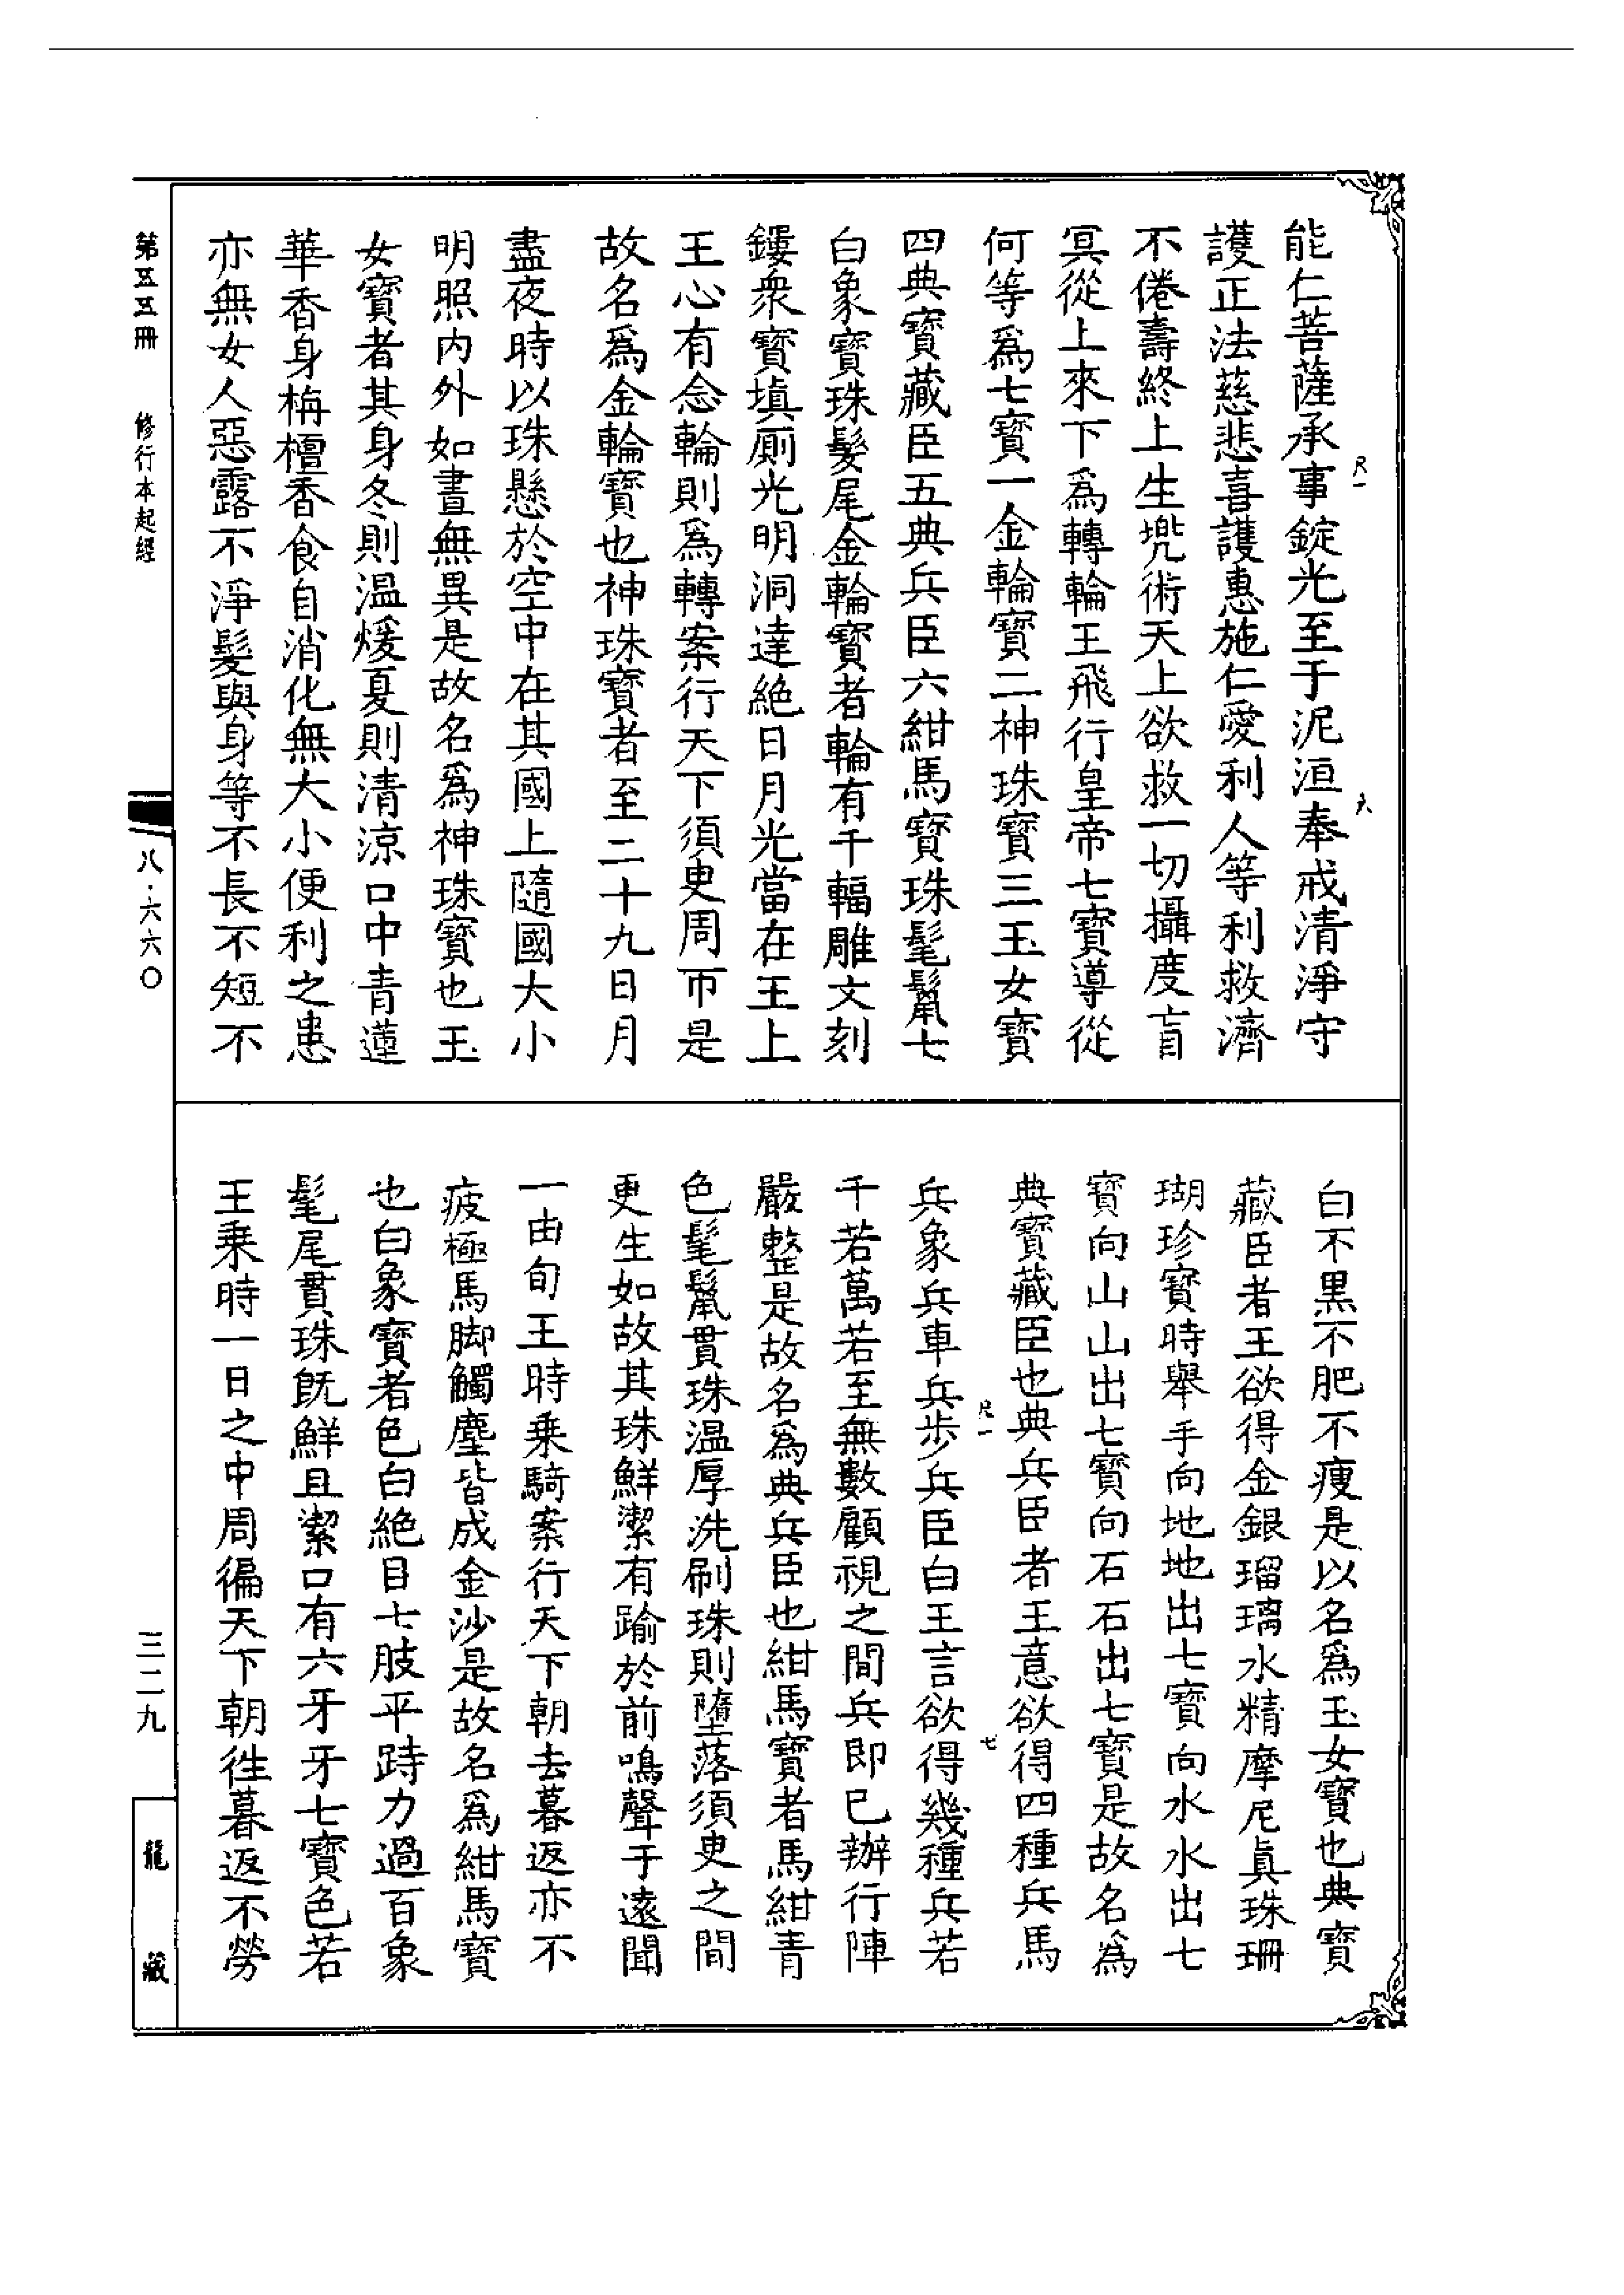 能仁菩薩承事錠光至于泥洹奉戒清淨守
護正法慈悲喜護惠施仁愛利人等利救濟
不倦壽終上生兜術天上欲救一切攝度盲
冥從上來下爲轉輪王飛行皇帝七寶導從
何等爲七寶一金輪寶二神珠寶三玉女寶
四典寶藏臣五典兵臣六紺馬寶珠髦鬣七
白象寶珠髮尾金輪寶者輪有千輻雕文刻
鏤衆寶填廁光明洞達絕日月光當在王上
王心有念輪則爲轉案行天下須臾周帀是
故名爲金輪寶也神珠寶者至二十九日月
盡夜時以珠懸於空中在其國上隨國大小
明照內外如晝無異是故名爲神珠寶也玉
女寶者其身冬則温煖夏則清涼口中青蓮
華香身栴檀香食自消化無大小便利之患
亦無女人惡露不淨髮與身等不長不短不
白不黑不肥不瘦是以名爲玉女寶也典寶
藏臣者王欲得金銀瑠璃水精摩尼眞珠珊
瑚珍寶時舉手向地地出七寶向水水出七
寶向山山出七寶向石石出七寶是故名爲
典寶藏臣也典兵臣者王意欲得四種兵馬
兵象兵車兵步兵臣白王言欲得幾種兵若
千若萬若至無數顧視之間兵即已辦行陣
嚴整是故名爲典兵臣也紺馬寶者馬紺青
色髦鬣貫珠温厚洗刷珠則墮落須臾之間
更生如故其珠鮮潔有踰於前鳴聲于遠聞
一由旬王時乗騎案行天下朝去暮返亦不
疲極馬脚觸塵皆成金沙是故名爲紺馬寶
也白象寶者色白絶目七肢平跱力過百象
髦尾貫珠旣鮮且潔口有六牙牙七寶色若
王乗時一日之中周徧天下朝徃暮返不勞
尺一
六
尺一
七
第五五冊
修行本起經
八·六六〇
三二九
龍藏